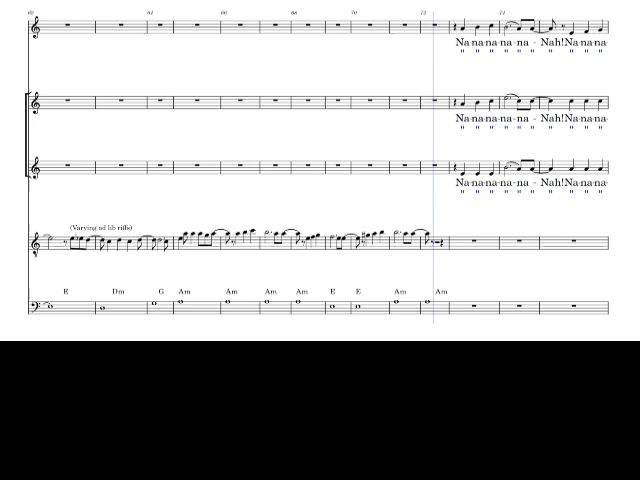 62 64 66 68 70 72 74
Na-na-na-na-na - Nah!Na-na-na-
Na-na-na-na-na - Nah!Na-na-na-
Na-na-na-na-na - Nah!Na-na-na-
(Varying ad lib riffs)
E Dm G Am Am Am Am E E Am Am